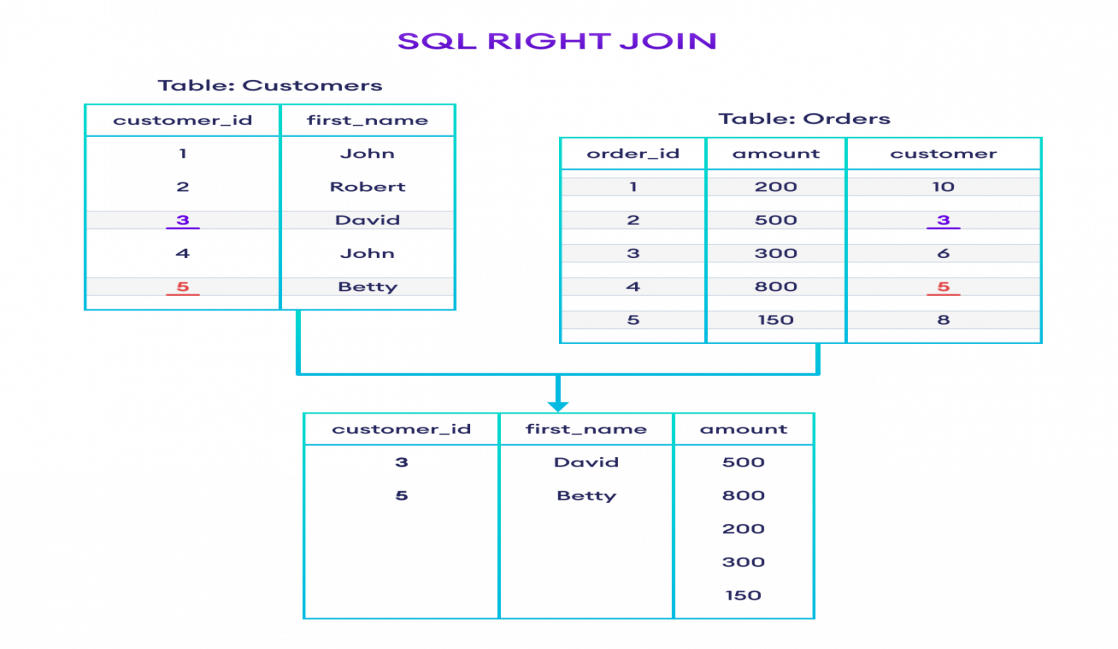 SQL RIGHT JOIN
Table: Customers
customer_id first_name
1 John
2 Robert
3 David
4 John
5 Betty
Table: Orders
order_id amount customer
1 200 10
2 500 3
3 300 6
4 800 5
5 150 8
customer_id first_name amount
3 David 500
5 Betty 800
200
300
150